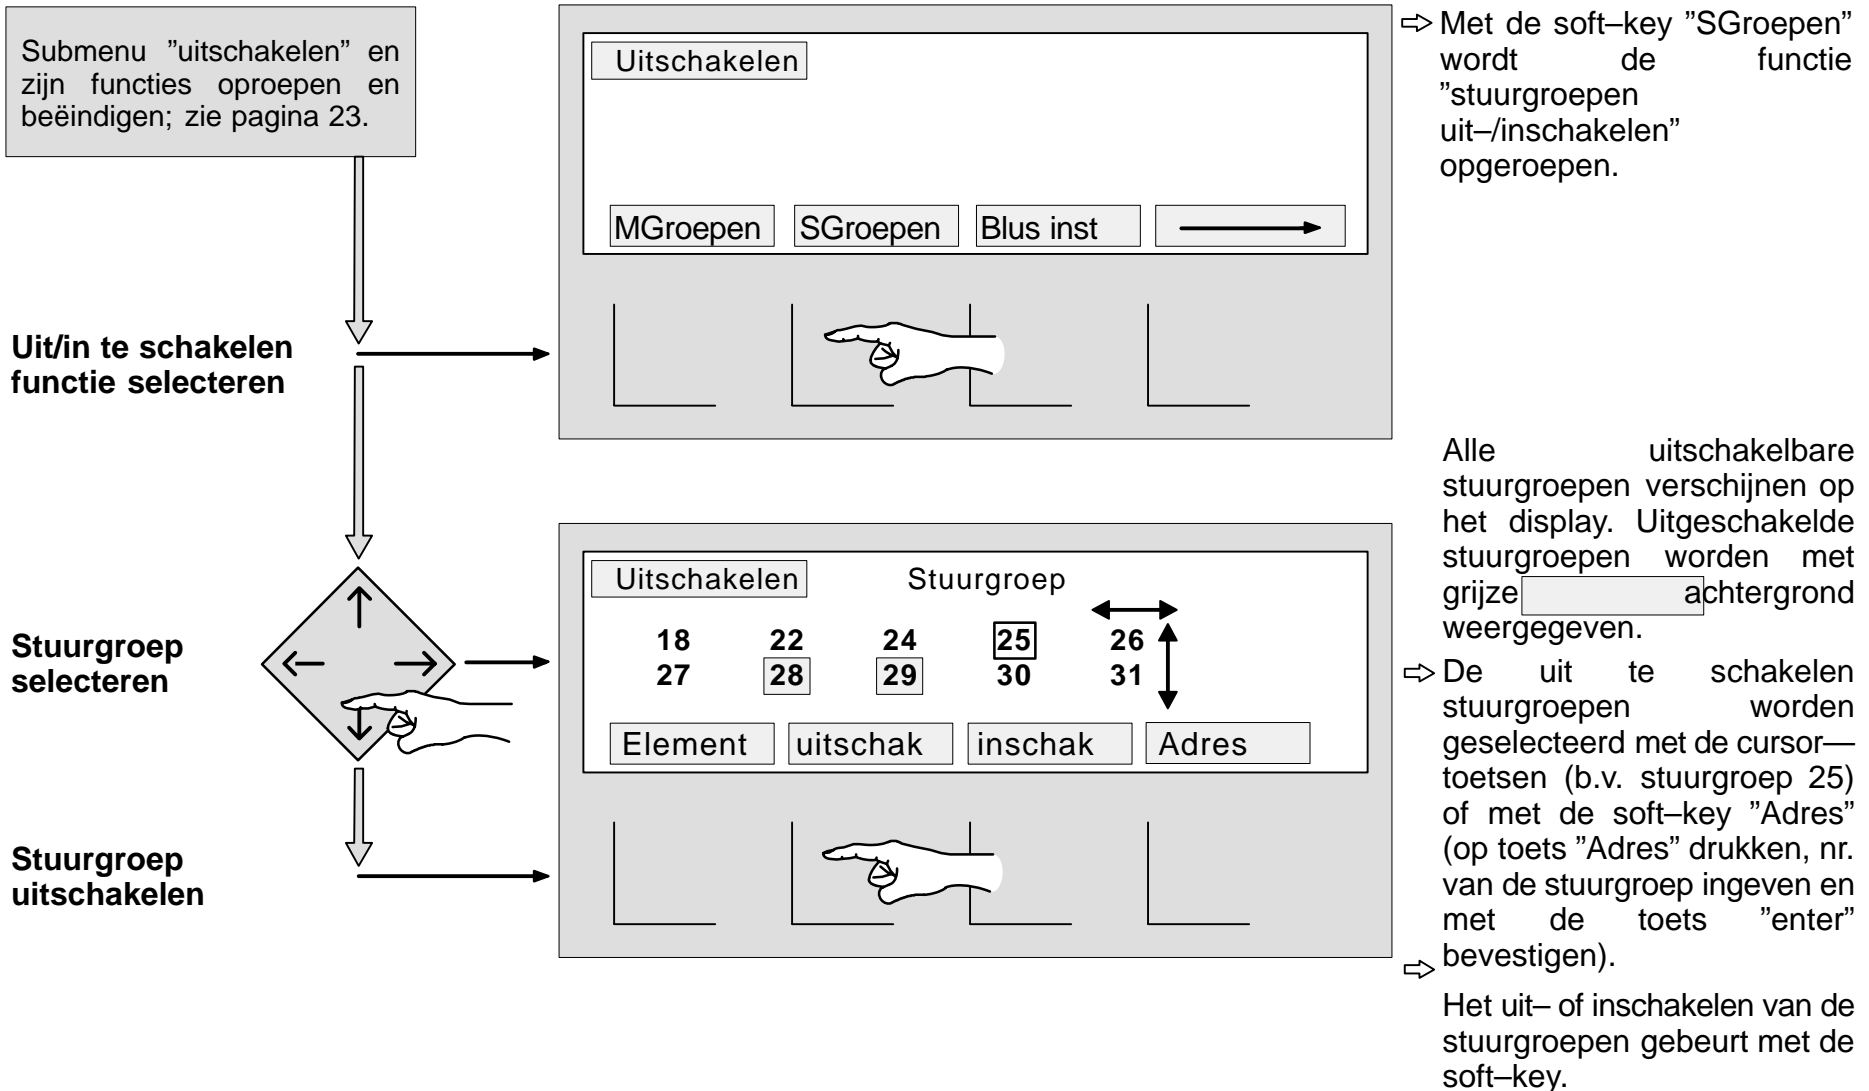 Submenu ”uitschakelen” en
zijn functies oproepen en
beëindigen; zie pagina 23.
Uit/in te schakelen
functie selecteren
Stuurgroep
selecteren
Stuurgroep
uitschakelen
Uitschakelen
MGroepen SGroepen Blus inst
Uitschakelen Stuurgroep
18 22 24 25 26
27 28 29 30 31
Element uitschak inschak Adres
Met de soft–key ”SGroepen”
wordt de functie
”stuurgroepen
uit–/inschakelen”
opgeroepen.
Alle uitschakelbare
stuurgroepen verschijnen op
het display. Uitgeschakelde
stuurgroepen worden met
grijze achtergrond
weergegeven.
De uit te schakelen
stuurgroepen worden
geselecteerd met de cursor—
toetsen (b.v. stuurgroep 25)
of met de soft–key ”Adres”
(op toets ”Adres” drukken, nr.
van de stuurgroep ingeven en
met de toets ”enter”
bevestigen).
Het uit– of inschakelen van de
stuurgroepen gebeurt met de
soft–key.